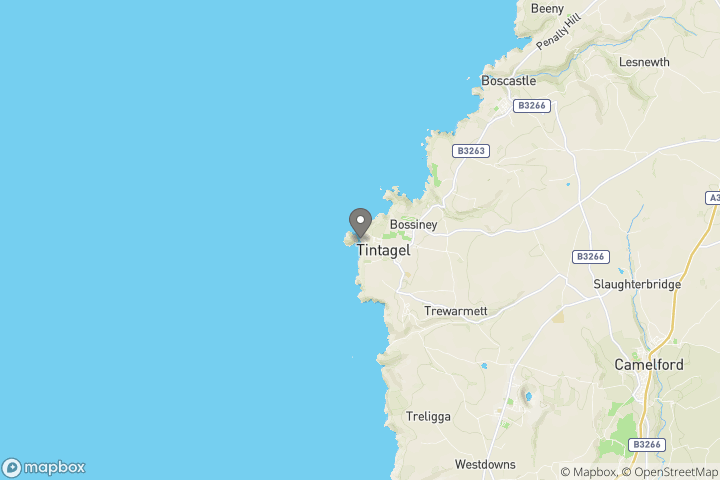 Beeny
Penally Hill
Lesnewth
Boscastle
B3266
B3263
A3
Bossiney
Tintagel
B3266
Slaughterbridge
Trewarmett
Camelford
Treligga
B3266
Westdowns
mapbox
© Mapbox, © OpenStreetMap